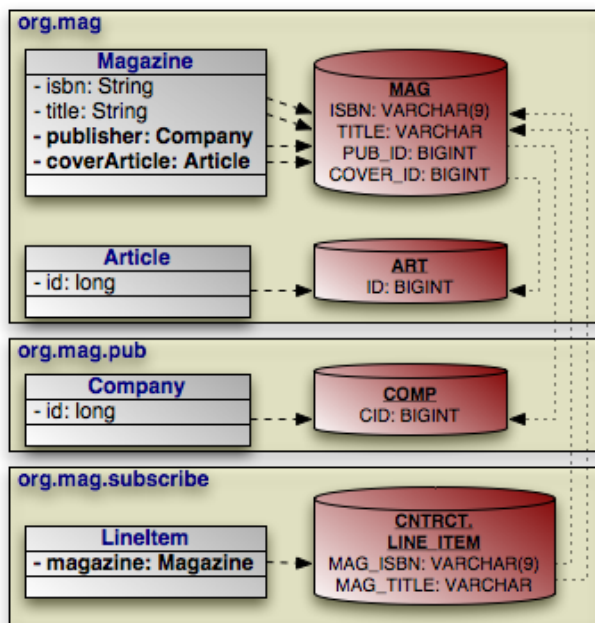 org.mag
Magazine
- isbn: String
- title: String
- publisher: Company
- coverArticle: Article
MAG
ISBN: VARCHAR(9)
TITLE: VARCHAR
PUB_ID: BIGINT
COVER_ID: BIGINT
Article
- id: long
ART
ID: BIGINT
org.mag.pub
Company
- id: long
COMP
CID: BIGINT
org.mag.subscribe
LineItem
- magazine: Magazine
CNTRCT.
LINE_ITEM
MAG_ISBN: VARCHAR(9)
MAG_TITLE: VARCHAR